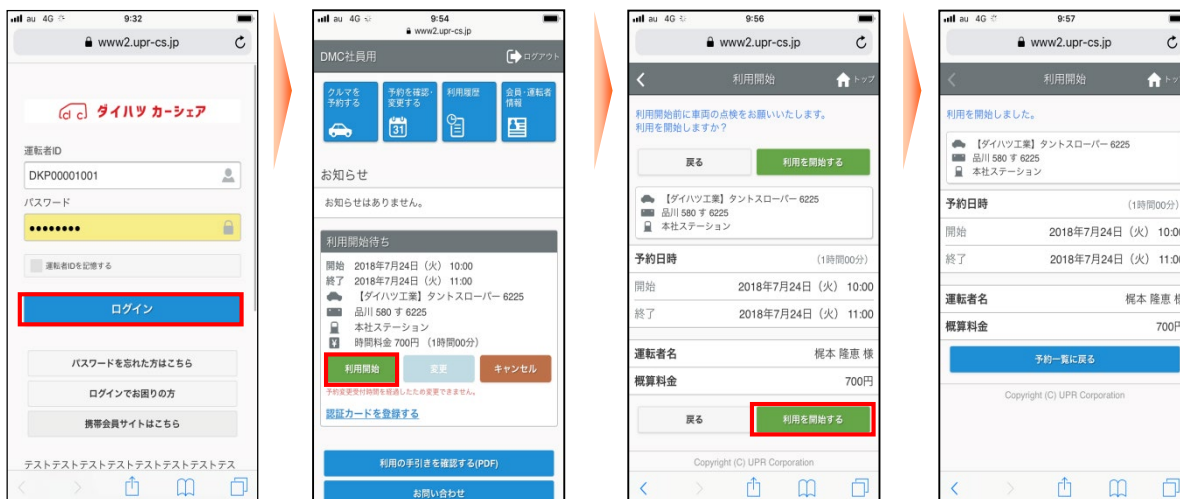 au 4G 9:32
www2.upr-cs.jp
ダイハツ カーシェア
運転者ID
DKP00001001
パスワード
••••••••
運転者IDを記憶する
ログイン
パスワードを忘れた方はこちら
ログインでお困りの方
携帯会員サイトはこちら
テストテストテストテストテストテストテストテス
au 4G 9:54
www2.upr-cs.jp
DMC社員用 ログアウト
クルマを予約する
予約を確認・変更する
31
利用履歴
会員・運転者情報
お知らせ
お知らせはありません。
利用開始待ち
開始 2018年7月24日（火） 10:00
終了 2018年7月24日（火） 11:00
【ダイハツ工業】タントスローパー 6225
品川 580 す 6225
本社ステーション
¥ 時間料金 700円 （1時間00分）
利用開始 変更 キャンセル
予約変更受付時間を経過したため変更できません。
認証カードを登録する
利用の手引きを確認する(PDF)
お問い合わせ
au 4G 9:56
www2.upr-cs.jp
利用開始 トップ
利用開始前に車両の点検をお願いいたします。
利用を開始しますか？
戻る 利用を開始する
【ダイハツ工業】タントスローパー 6225
品川 580 す 6225
本社ステーション
予約日時 （1時間00分）
開始 2018年7月24日（火） 10:00
終了 2018年7月24日（火） 11:00
運転者名 梶本 隆恵 様
概算料金 700円
戻る 利用を開始する
Copyright (C) UPR Corporation
au 4G 9:57
www2.upr-cs.jp
利用開始 トップ
利用を開始しました。
【ダイハツ工業】タントスローパー 6225
品川 580 す 6225
本社ステーション
予約日時 （1時間00分）
開始 2018年7月24日（火） 10:00
終了 2018年7月24日（火） 11:00
運転者名 梶本 隆恵 様
概算料金 700円
予約一覧に戻る
Copyright (C) UPR Corporation